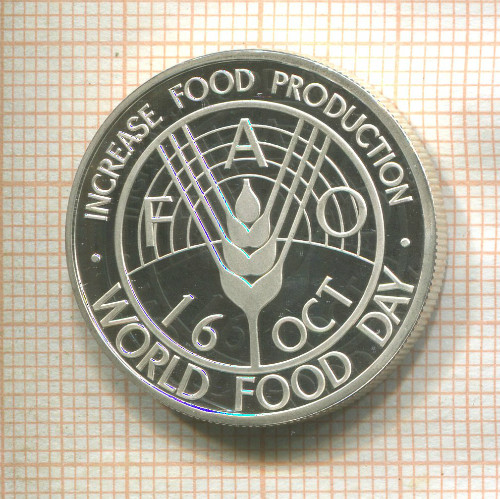 INCREASE FOOD PRODUCTION
F A O
16 OCT
• WORLD FOOD DAY •